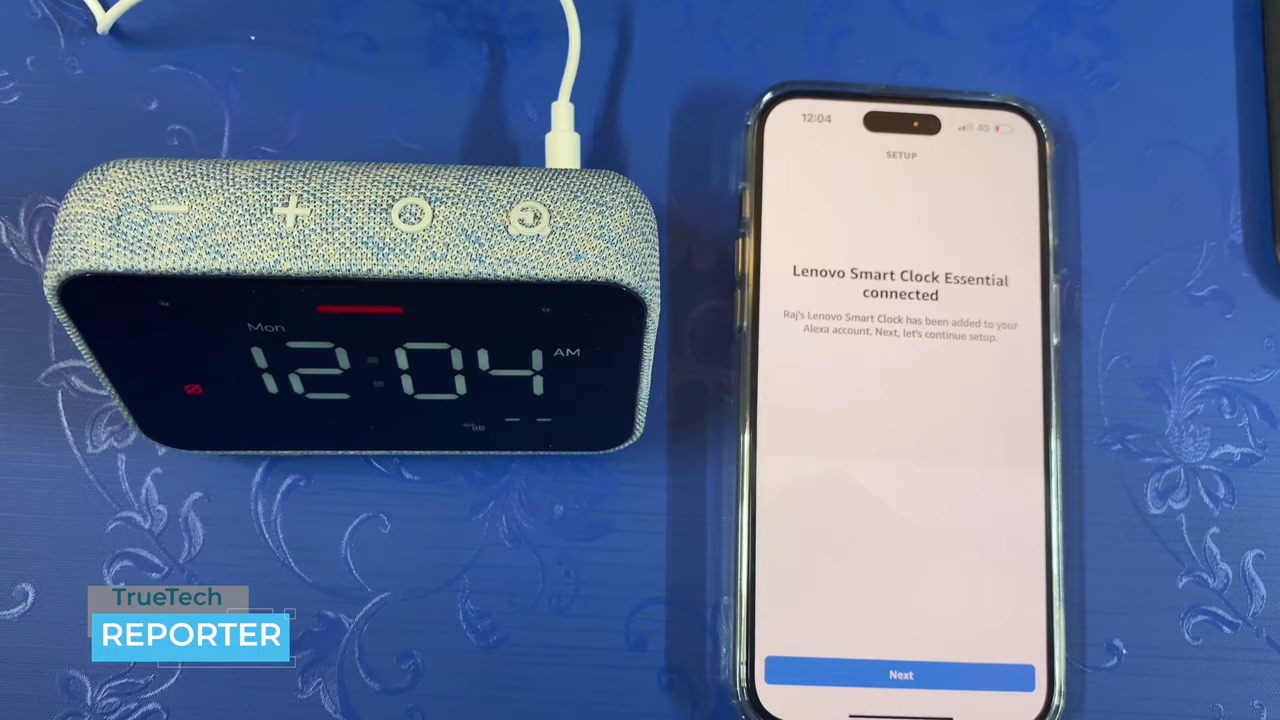 Mon
12:04 AM
-- --
12:04
4G
SETUP
Lenovo Smart Clock Essential
connected
Raj's Lenovo Smart Clock has been added to your
Alexa account. Next, let's continue setup.
Next
TrueTech
REPORTER